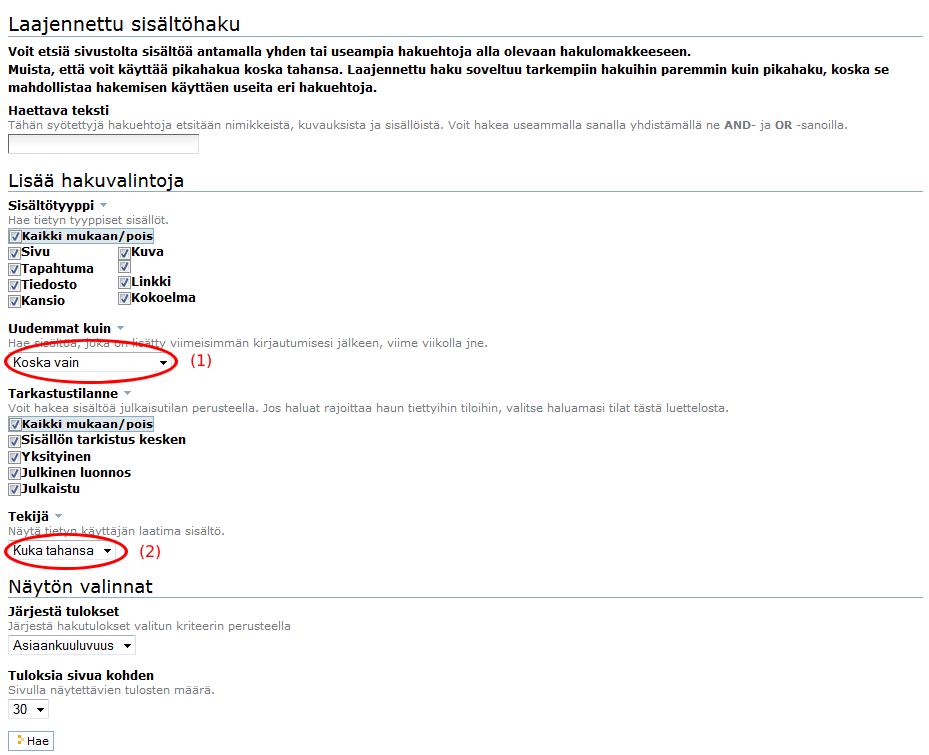 Laajennettu sisältöhaku
Voit etsiä sivustolta sisältöä antamalla yhden tai useampia hakuehtoja alla olevaan hakulomakkeeseen.
Muista, että voit käyttää pikahakua koska tahansa. Laajennettu haku soveltuu tarkempiin hakuihin paremmin kuin pikahaku, koska se
mahdollistaa hakemisen käyttäen useita eri hakuehtoja.
Haettava teksti
Tähän syötettyjä hakuehtoja etsitään nimikkeistä, kuvauksista ja sisällöistä. Voit hakea useammalla sanalla yhdistämällä ne AND- ja OR -sanoilla.
Lisää hakuvalintoja
Sisältötyyppi
Hae tietyn tyyppiset sisällöt.
Kaikki mukaan/pois
Sivu
Tapahtuma
Tiedosto
Kansio
Kuva
Linkki
Kokoelma
Uudemmat kuin
Hae sisältöä, joka on lisätty viimeisimmän kirjautumisesi jälkeen, viime viikolla jne.
Koska vain (1)
Tarkastustilanne
Voit hakea sisältöä julkaisutilan perusteella. Jos haluat rajoittaa haun tiettyihin tiloihin, valitse haluamasi tilat tästä luettelosta.
Kaikki mukaan/pois
Sisällön tarkistus kesken
Yksityinen
Julkinen luonnos
Julkaistu
Tekijä
Näytä tietyn käyttäjän laatima sisältö.
Kuka tahansa (2)
Näytön valinnat
Järjestä tulokset
Järjestä hakutulokset valitun kriteerin perusteella
Asiaankuuluvuus
Tuloksia sivua kohden
Sivulla näytettävien tulosten määrä.
30
Hae